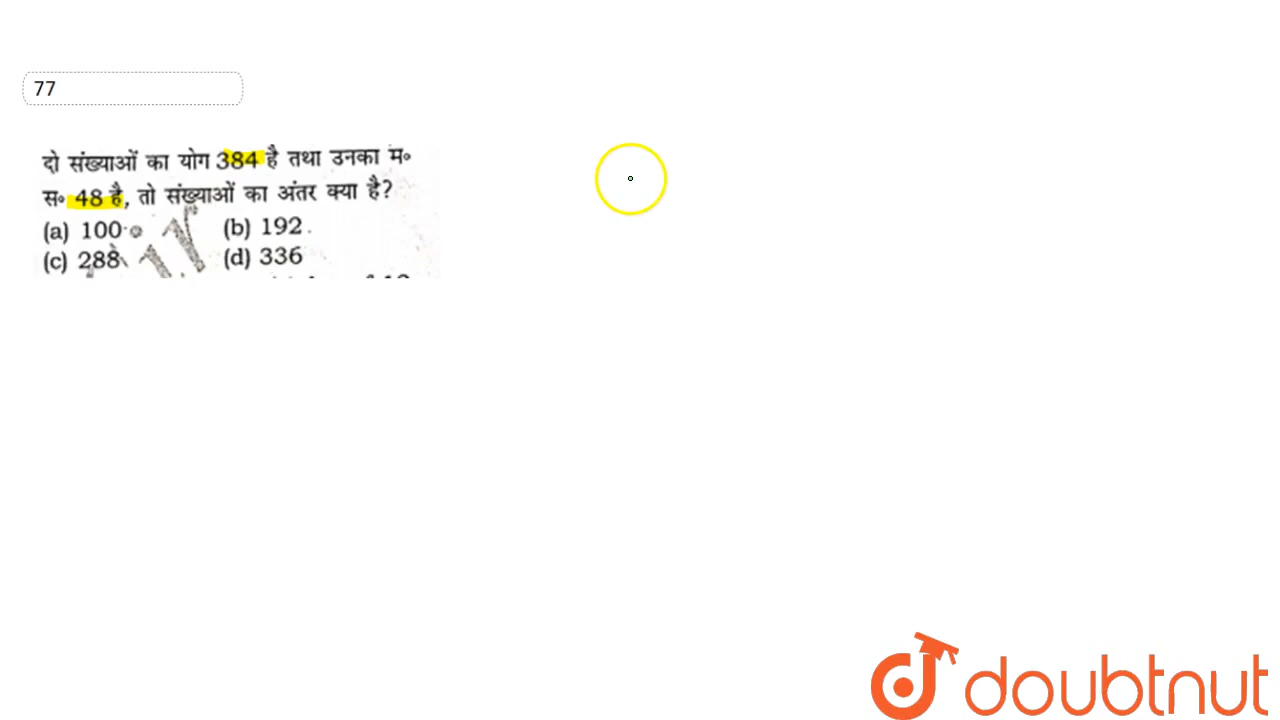 77
दो संख्याओं का योग 384 है तथा उनका म॰
स॰ 48 है, तो संख्याओं का अंतर क्या है?
(a) 100 (b) 192
(c) 288 (d) 336
doubtnut